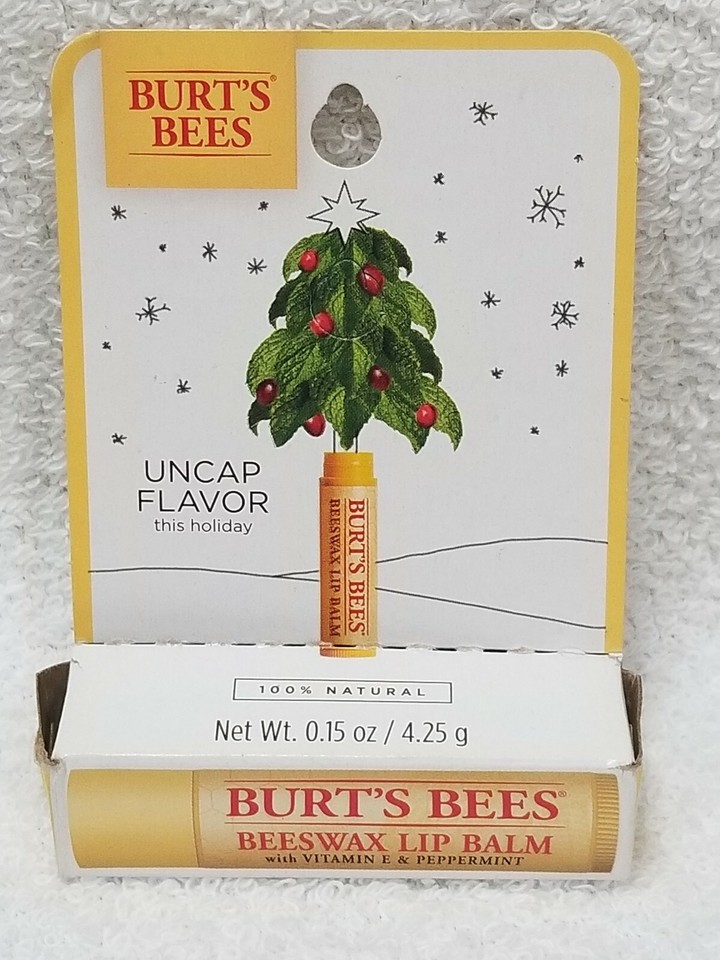 BURT'S®
BEES
UNCAP
FLAVOR
this holiday
BURT'S BEES
BEESWAX LIP BALM
100% NATURAL
Net Wt. 0.15 oz / 4.25 g
BURT'S BEES®
BEESWAX LIP BALM
with VITAMIN E & PEPPERMINT